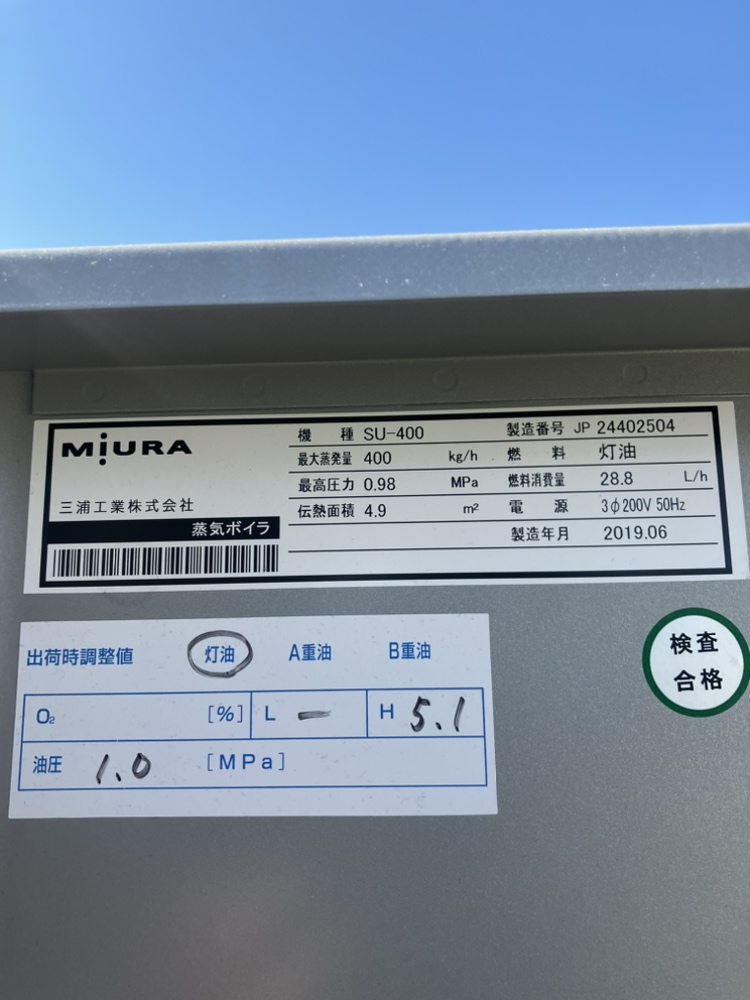 MiURA
三浦工業株式会社
蒸気ボイラ
機 種 SU-400 製造番号 JP 24402504
最大蒸発量 400 kg/h 燃 料 灯油
最高圧力 0.98 MPa 燃料消費量 28.8 L/h
伝熱面積 4.9 m² 電 源 3φ200V 50Hz
製造年月 2019.06
出荷時調整値 灯油 A重油 B重油
O₂ [%] L — H 5.1
油圧 1.0 [MPa]
検査
合格